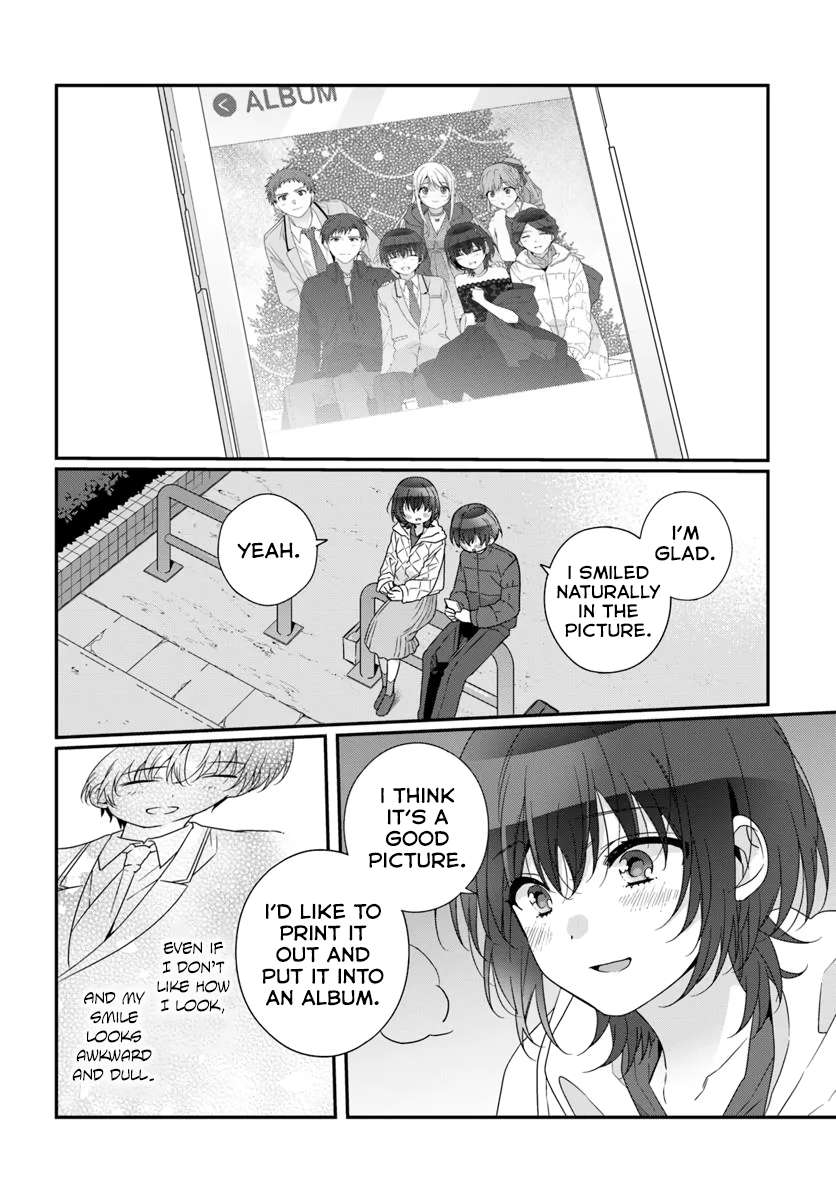 ALBUM
I'M
GLAD.
I SMILED
NATURALLY
IN THE
PICTURE.
YEAH.
I THINK
IT'S A
GOOD
PICTURE.
I'D LIKE TO
PRINT IT
OUT AND
PUT IT INTO
AN ALBUM.
EVEN IF
I DON'T
LIKE HOW
I LOOK,
AND MY
SMILE
LOOKS
AWKWARD
AND DULL.